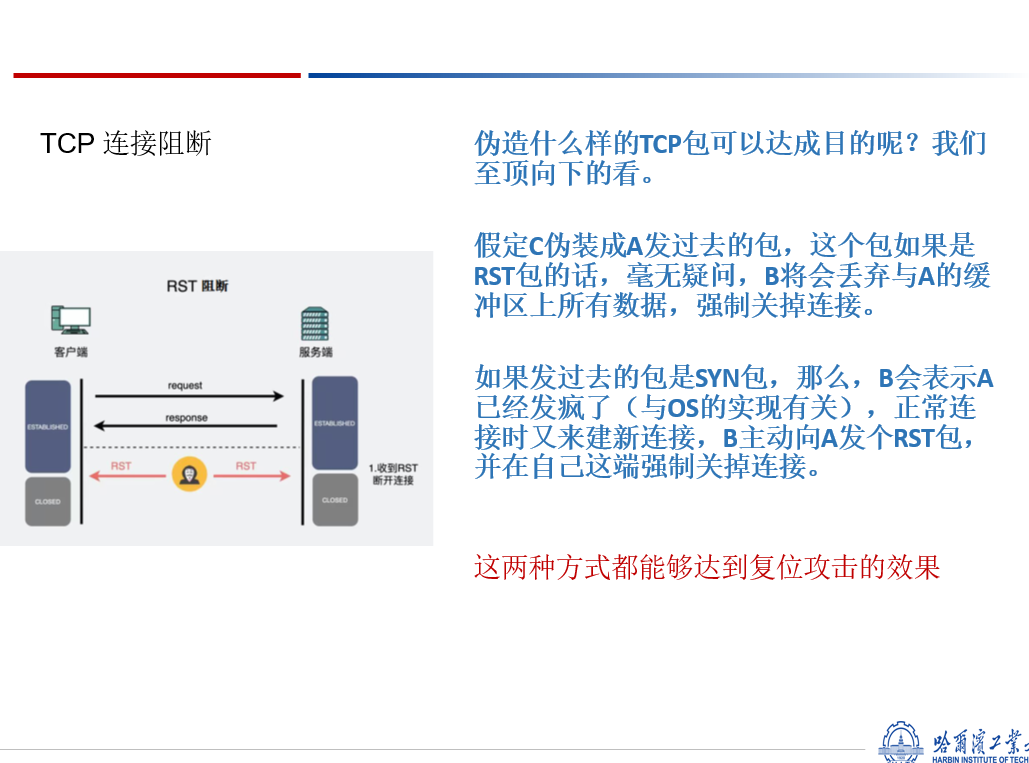 TCP 连接阻断
伪造什么样的TCP包可以达成目的呢？我们
至顶向下的看。
假定C伪装成A发过去的包，这个包如果是
RST包的话，毫无疑问，B将会丢弃与A的缓
冲区上所有数据，强制关掉连接。
如果发过去的包是SYN包，那么，B会表示A
已经发疯了（与OS的实现有关），正常连
接时又来建新连接，B主动向A发个RST包，
并在自己这端强制关掉连接。
这两种方式都能够达到复位攻击的效果
RST 阻断
客户端
服务端
request
response
ESTABLISHED
ESTABLISHED
RST
RST
1.收到RST
断开连接
CLOSED
CLOSED
哈爾濱工業
HARBIN INSTITUTE OF TECH